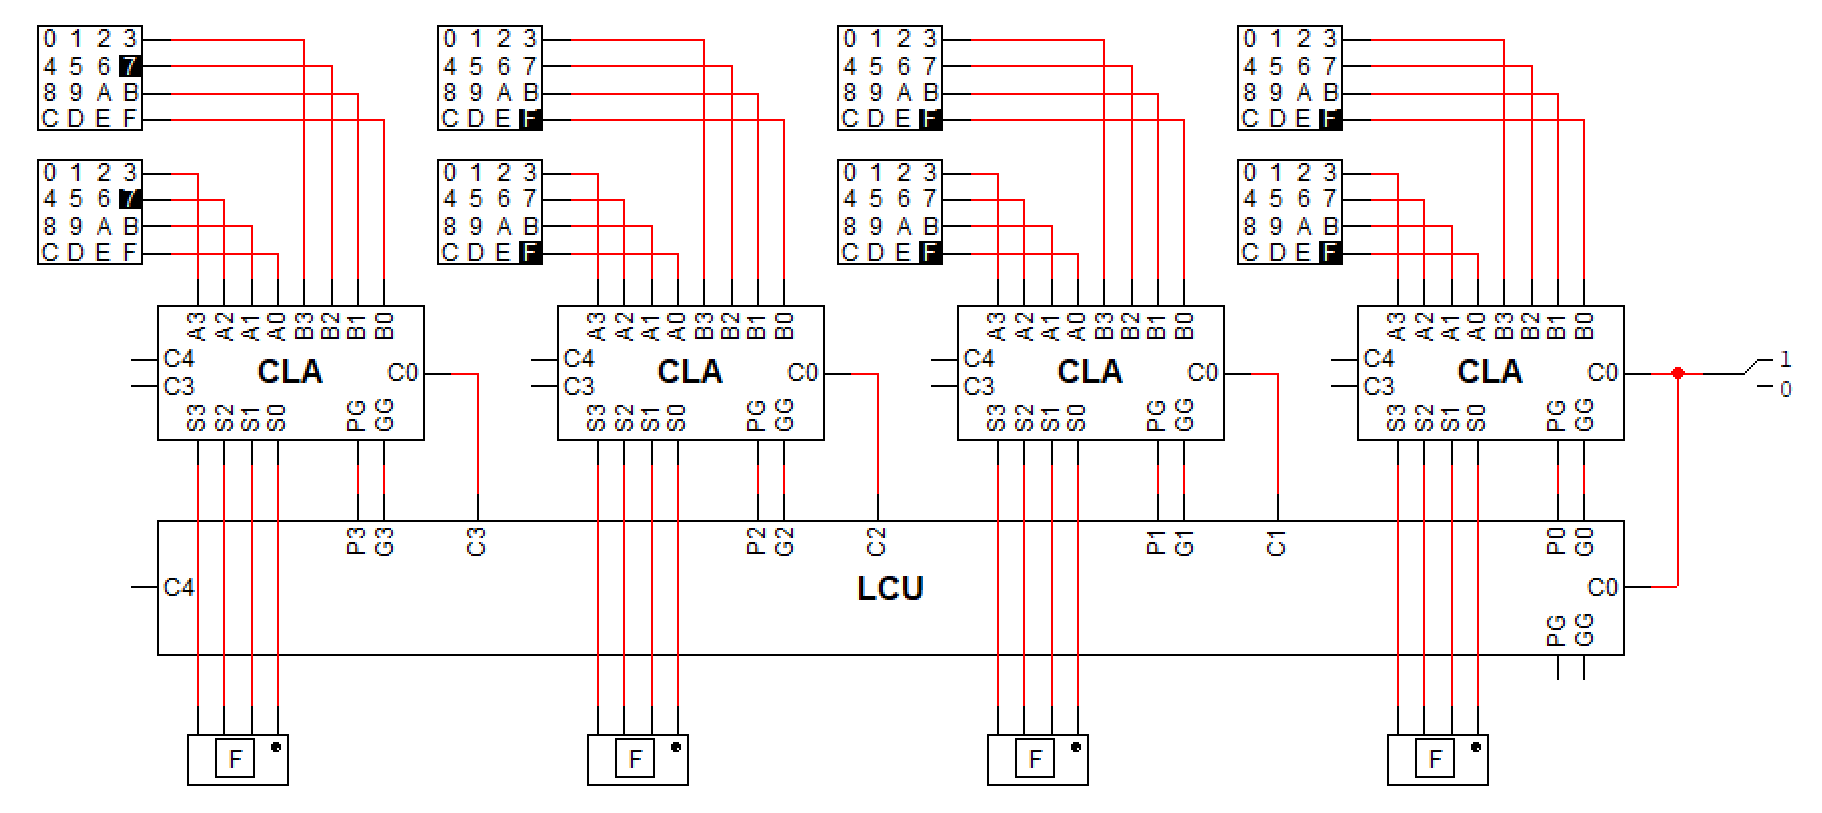 0 1 2 3 0 1 2 3 0 1 2 3 0 1 2 3
4 5 6 7 4 5 6 7 4 5 6 7 4 5 6 7
8 9 A B 8 9 A B 8 9 A B 8 9 A B
C D E F C D E F C D E F C D E F
0 1 2 3 0 1 2 3 0 1 2 3 0 1 2 3
4 5 6 7 4 5 6 7 4 5 6 7 4 5 6 7
8 9 A B 8 9 A B 8 9 A B 8 9 A B
C D E F C D E F C D E F C D E F
A3 A2 A1 A0 B3 B2 B1 B0 A3 A2 A1 A0 B3 B2 B1 B0 A3 A2 A1 A0 B3 B2 B1 B0 A3 A2 A1 A0 B3 B2 B1 B0
C4 C4 C4 C4 1
CLA C0 CLA C0 CLA C0 CLA C0
C3 C3 C3 C3 0
S3 S2 S1 S0 PG GG S3 S2 S1 S0 PG GG S3 S2 S1 S0 PG GG S3 S2 S1 S0 PG GG
P3 G3 C3 P2 G2 C2 P1 G1 C1 P0 G0
C4 LCU C0
PG GG
F F F F